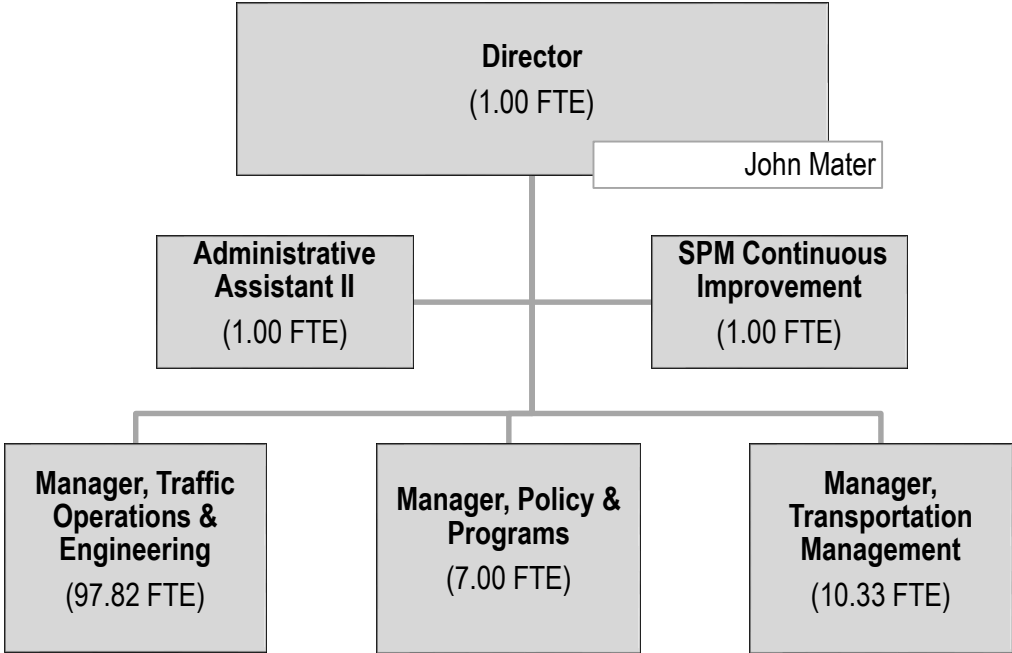 Director
(1.00 FTE)
John Mater
Administrative
Assistant II
(1.00 FTE)
SPM Continuous
Improvement
(1.00 FTE)
Manager, Traffic
Operations &
Engineering
(97.82 FTE)
Manager, Policy &
Programs
(7.00 FTE)
Manager,
Transportation
Management
(10.33 FTE)